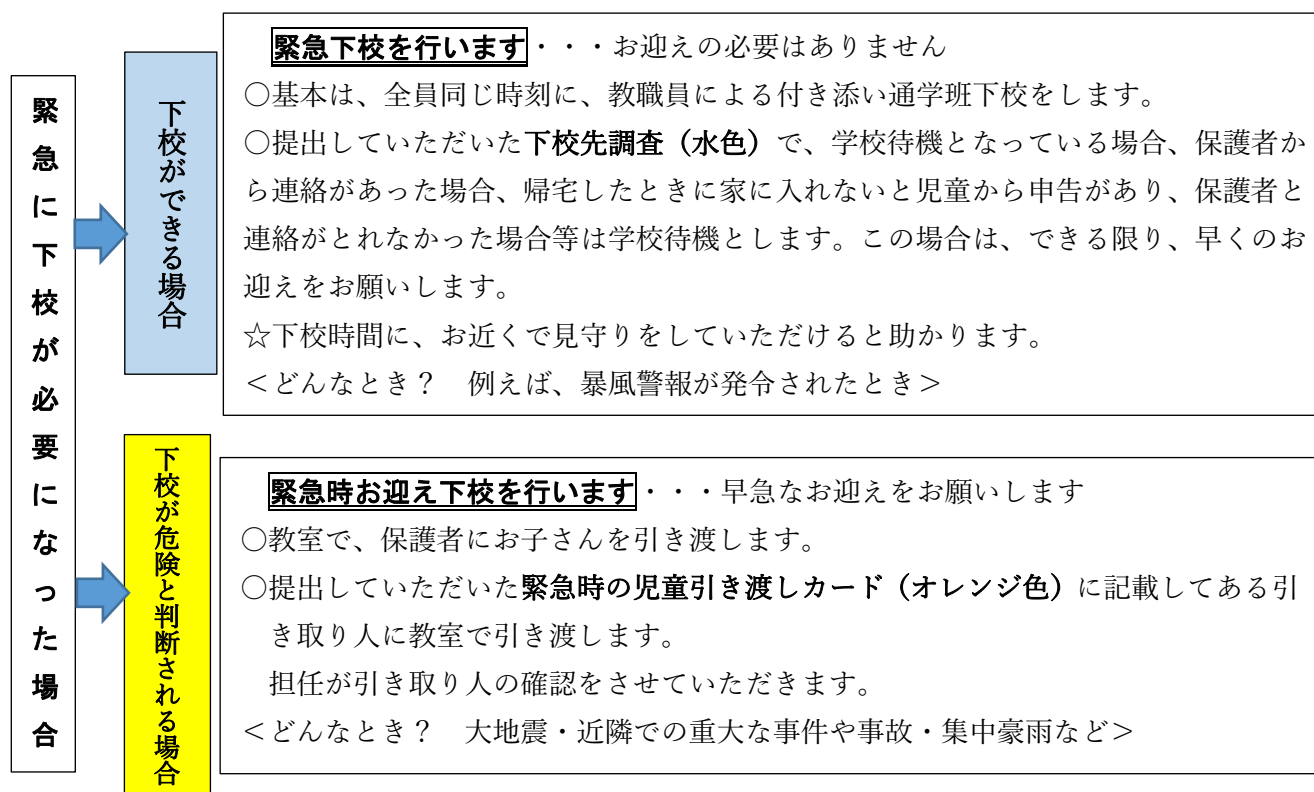 緊急に下校が必要になった場合
下校ができる場合
緊急下校を行います・・・お迎えの必要はありません
○基本は、全員同じ時刻に、教職員による付き添い通学班下校をします。
○提出していただいた下校先調査（水色）で、学校待機となっている場合、保護者か
ら連絡があった場合、帰宅したときに家に入れないと児童から申告があり、保護者と
連絡がとれなかった場合等は学校待機とします。この場合は、できる限り、早くのお
迎えをお願いします。
☆下校時間に、お近くで見守りをしていただけると助かります。
＜どんなとき？　例えば、暴風警報が発令されたとき＞
下校が危険と判断される場合
緊急時お迎え下校を行います・・・早急なお迎えをお願いします
○教室で、保護者にお子さんを引き渡します。
○提出していただいた緊急時の児童引き渡しカード（オレンジ色）に記載してある引
き取り人に教室で引き渡します。
担任が引き取り人の確認をさせていただきます。
＜どんなとき？　大地震・近隣での重大な事件や事故・集中豪雨など＞